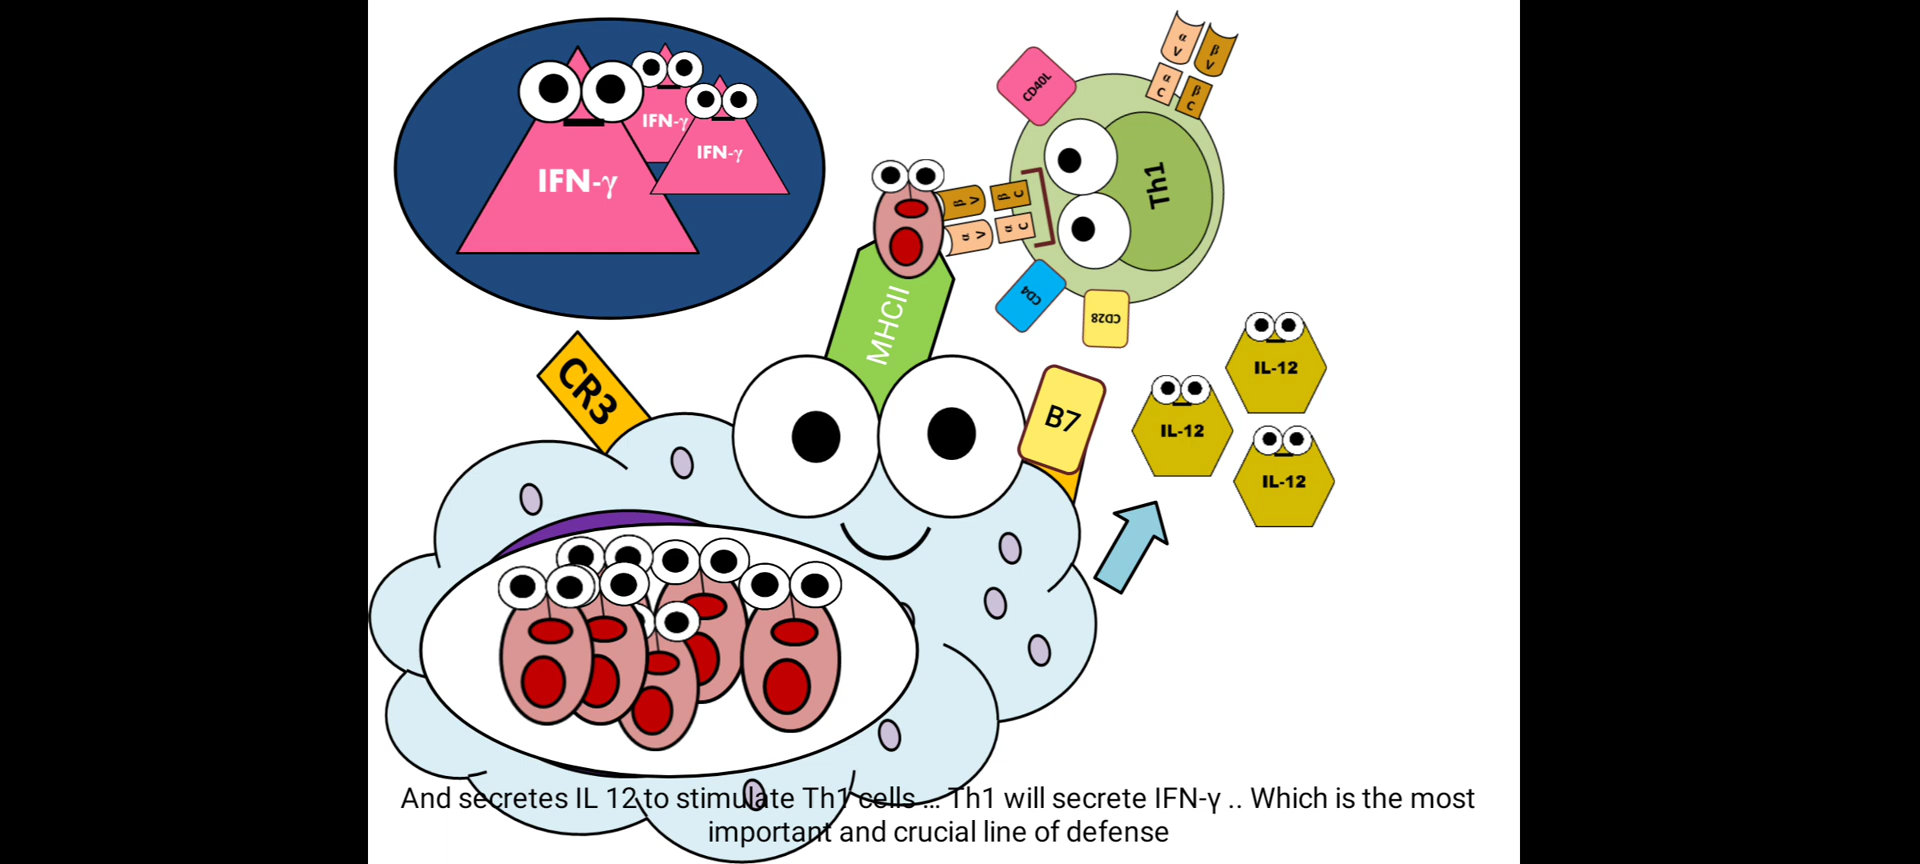 IFN-γ
IFN-γ
IFN-γ
CD40L
α
V
β
V
α
C
β
C
Th1
β
V
β
C
α
V
α
C
CD4
CD28
MHCII
CR3
B7
IL-12
IL-12
IL-12
And secretes IL 12 to stimulate Th1 cells ... Th1 will secrete IFN-γ .. Which is the most
important and crucial line of defense